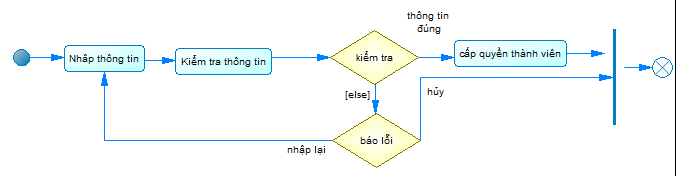 thông tin
đúng
Nhập thông tin
Kiểm tra thông tin
kiểm tra
cấp quyền thành viên
[else]
hủy
nhập lại
báo lỗi